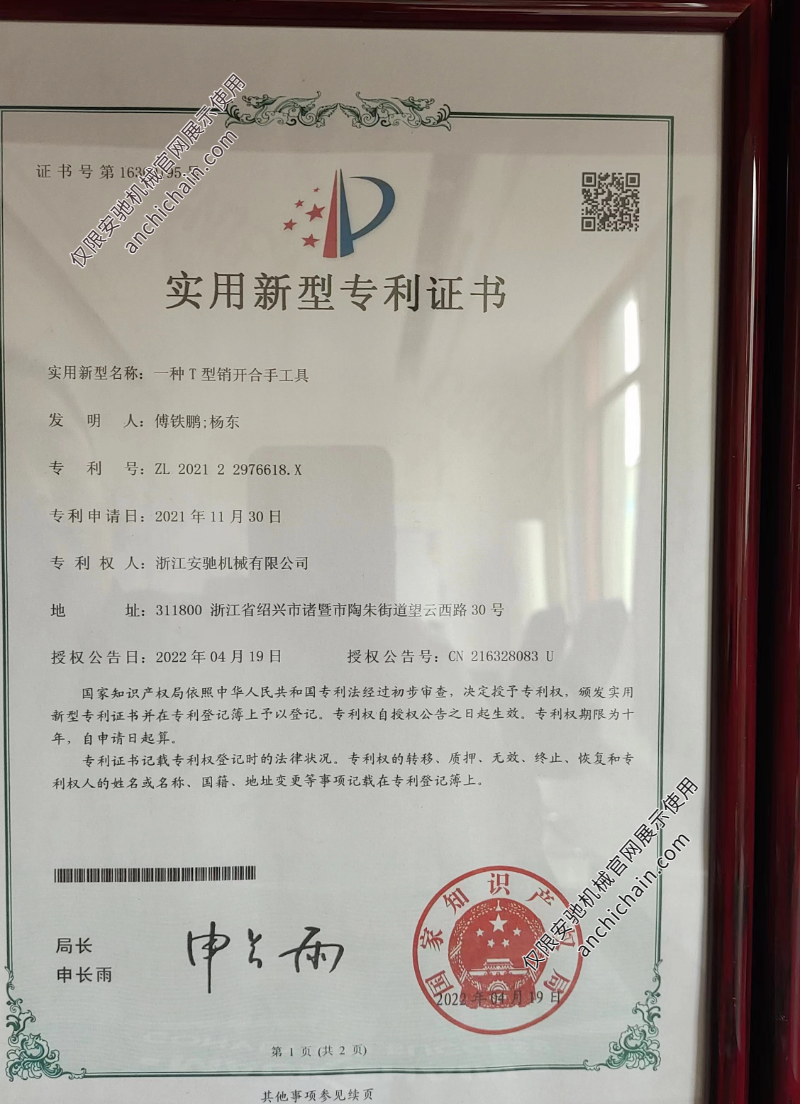 证书号第
实用新型专利证书
实用新型名称：一种T型销开合手工具
发明人：傅铁鹏;杨东
专利号：ZL 2021 2 2976618.X
专利申请日：2021年11月30日
专利权人：浙江安驰机械有限公司
地址：311800 浙江省绍兴市诸暨市陶朱街道望云西路30号
授权公告日：2022年04月19日 授权公告号：CN 216328083 U
国家知识产权局依照中华人民共和国专利法经过初步审查，决定授予专利权，颁发实用
新型专利证书并在专利登记簿上予以登记。专利权自授权公告之日起生效。专利权期限为十
年，自申请日起算。
专利证书记载专利权登记时的法律状况。专利权的转移、质押、无效、终止、恢复和专
利权人的姓名或名称、国籍、地址变更等事项记载在专利登记簿上。
局长
申长雨
申长雨
国家知识产权局
2022年04月19日
第1页(共2页)
其他事项参见续页
仅限安驰机械官网展示使用
anchichain.com
仅限安驰机械官网展示使用
anchichain.com